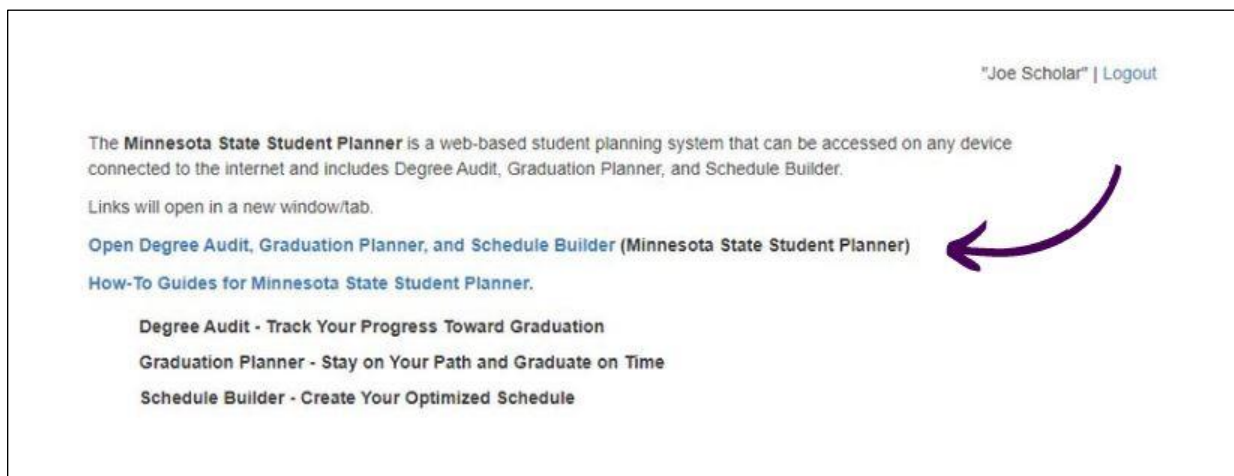 "Joe Scholar" | Logout
The Minnesota State Student Planner is a web-based student planning system that can be accessed on any device
connected to the internet and includes Degree Audit, Graduation Planner, and Schedule Builder.
Links will open in a new window/tab.
Open Degree Audit, Graduation Planner, and Schedule Builder (Minnesota State Student Planner)
How-To Guides for Minnesota State Student Planner.
Degree Audit - Track Your Progress Toward Graduation
Graduation Planner - Stay on Your Path and Graduate on Time
Schedule Builder - Create Your Optimized Schedule